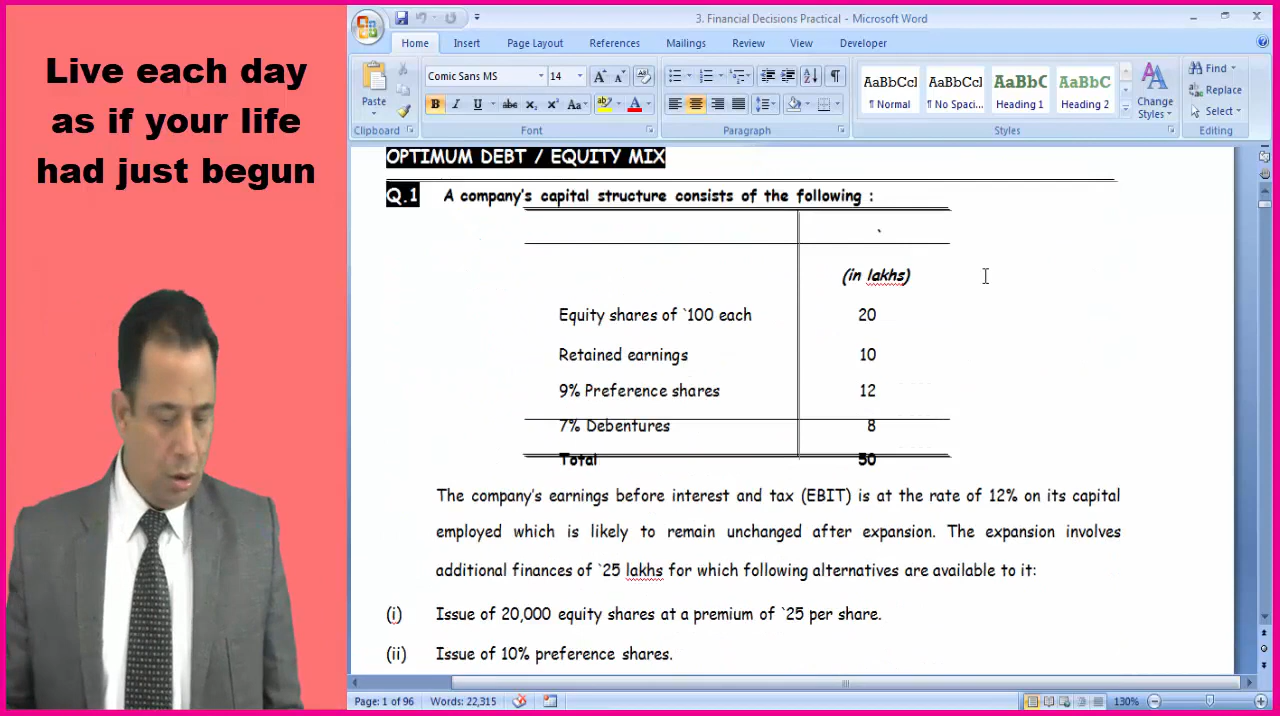 Live each day
as if your life
had just begun
3. Financial Decisions Practical - Microsoft Word
Home Insert Page Layout References Mailings Review View Developer
Paste
Clipboard
Comic Sans MS 14
Font
Paragraph
AaBbCcI AaBbCcI AaBbC AaBbCc
¶ Normal ¶ No Spaci... Heading 1 Heading 2
Change
Styles
Styles
Find
Replace
Select
Editing
OPTIMUM DEBT / EQUITY MIX
Q.1 A company's capital structure consists of the following :
`
(in lakhs)
Equity shares of `100 each 20
Retained earnings 10
9% Preference shares 12
7% Debentures 8
Total 50
The company's earnings before interest and tax (EBIT) is at the rate of 12% on its capital
employed which is likely to remain unchanged after expansion. The expansion involves
additional finances of `25 lakhs for which following alternatives are available to it:
(i) Issue of 20,000 equity shares at a premium of `25 per share.
(ii) Issue of 10% preference shares.
Page: 1 of 96 Words: 22,315 130%